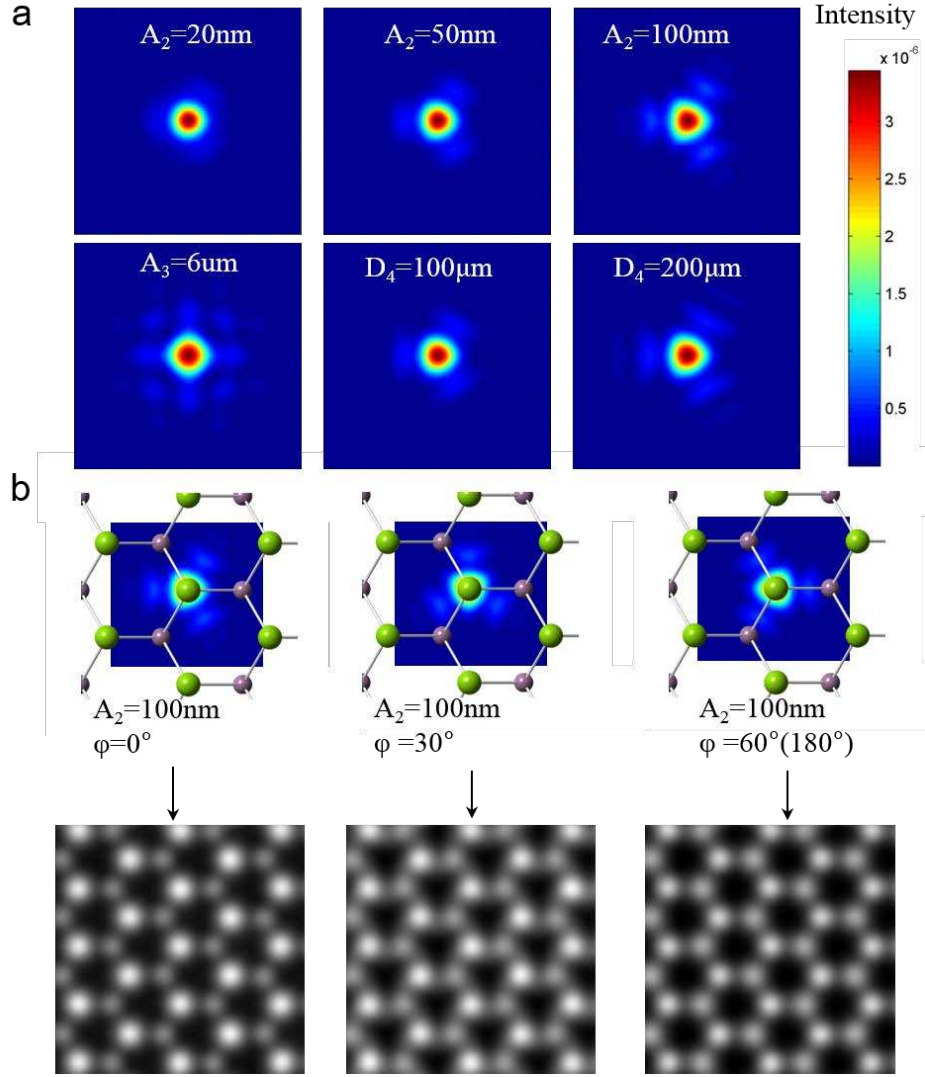 a
Intensity
A₂=20nm
A₂=50nm
A₂=100nm
x 10⁻⁶
3
2.5
2
1.5
1
0.5
A₃=6um
D₄=100μm
D₄=200μm
b
A₂=100nm
φ=0°
A₂=100nm
φ =30°
A₂=100nm
φ =60°(180°)